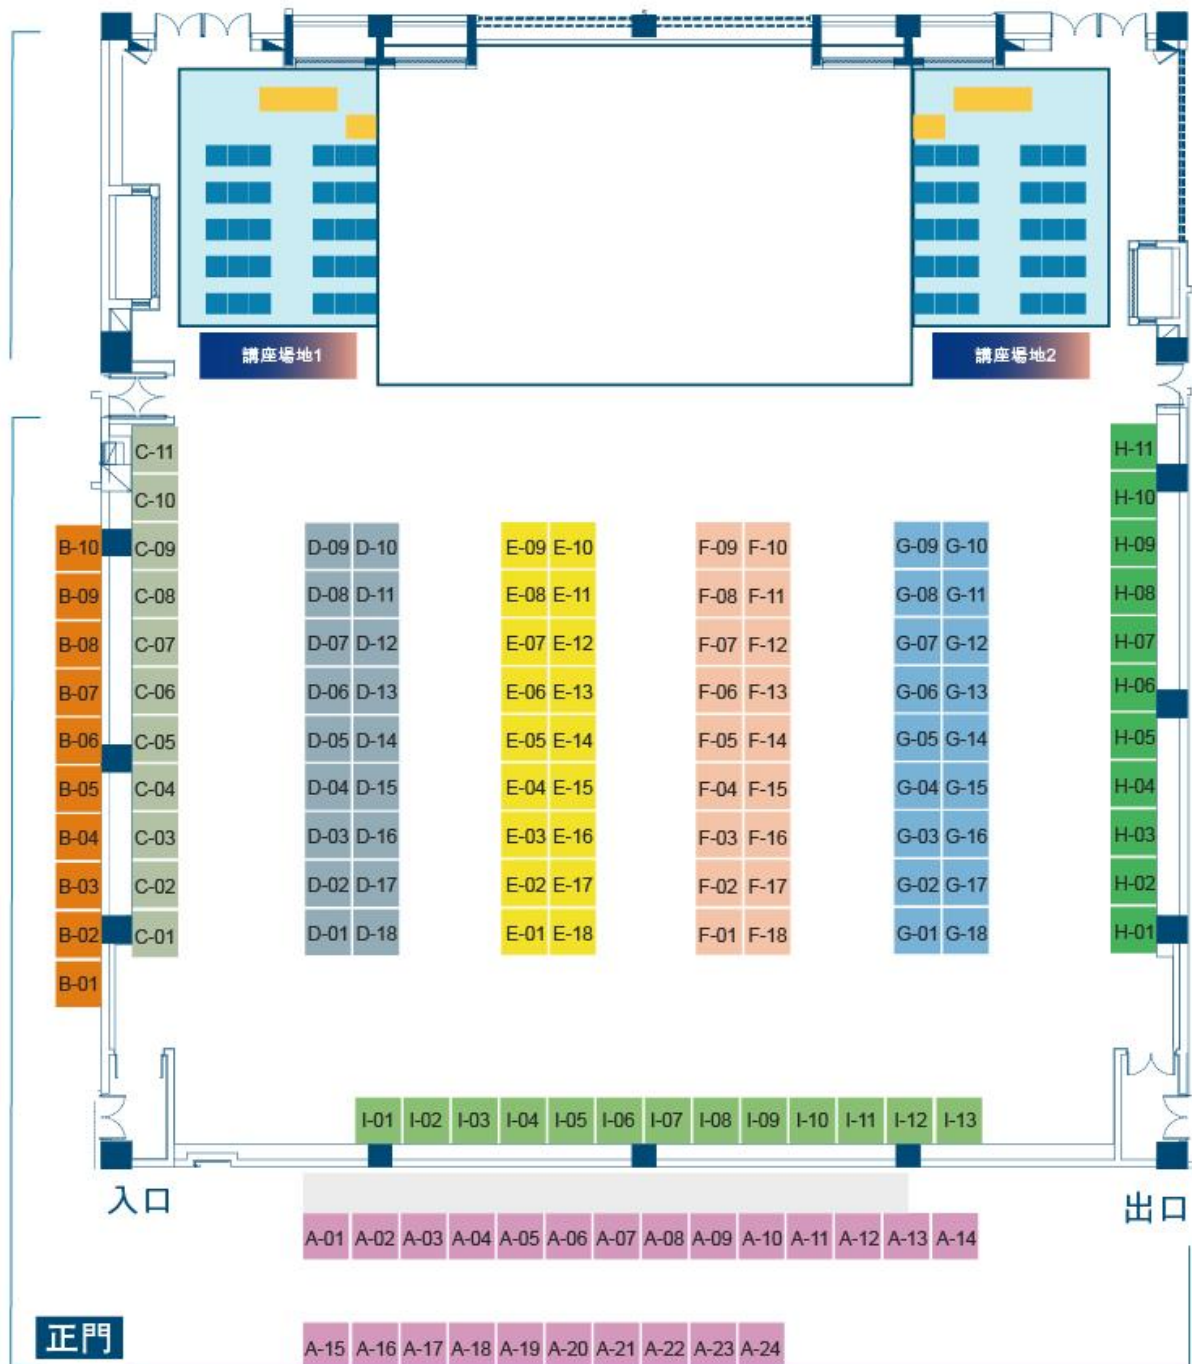 講座場地1
講座場地2
C-11
H-11
C-10
H-10
B-10 C-09 D-09 D-10 E-09 E-10 F-09 F-10 G-09 G-10 H-09
B-09 C-08 D-08 D-11 E-08 E-11 F-08 F-11 G-08 G-11 H-08
B-08 C-07 D-07 D-12 E-07 E-12 F-07 F-12 G-07 G-12 H-07
B-07 C-06 D-06 D-13 E-06 E-13 F-06 F-13 G-06 G-13 H-06
B-06 C-05 D-05 D-14 E-05 E-14 F-05 F-14 G-05 G-14 H-05
B-05 C-04 D-04 D-15 E-04 E-15 F-04 F-15 G-04 G-15 H-04
B-04 C-03 D-03 D-16 E-03 E-16 F-03 F-16 G-03 G-16 H-03
B-03 C-02 D-02 D-17 E-02 E-17 F-02 F-17 G-02 G-17 H-02
B-02 C-01 D-01 D-18 E-01 E-18 F-01 F-18 G-01 G-18 H-01
B-01
I-01 I-02 I-03 I-04 I-05 I-06 I-07 I-08 I-09 I-10 I-11 I-12 I-13
入口
出口
A-01 A-02 A-03 A-04 A-05 A-06 A-07 A-08 A-09 A-10 A-11 A-12 A-13 A-14
正門
A-15 A-16 A-17 A-18 A-19 A-20 A-21 A-22 A-23 A-24